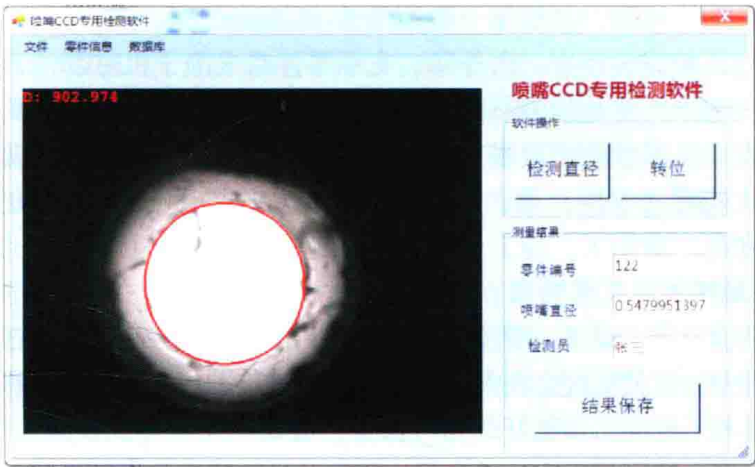 喷嘴CCD专用检测软件
文件 零件信息 数据库
D: 902.974
喷嘴CCD专用检测软件
软件操作
检测直径 转位
测量结果
零件编号 122
喷嘴直径 0.5479951397
检测员 张三
结果保存